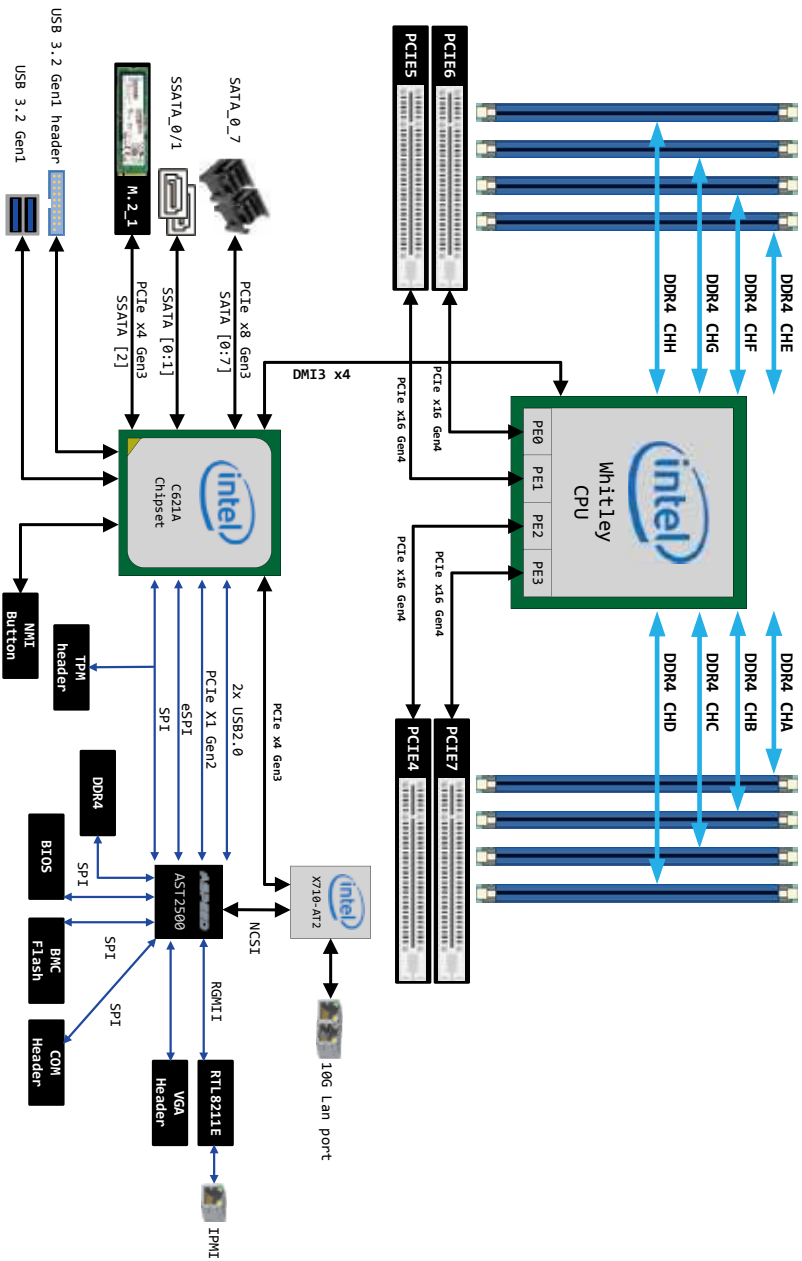 DDR4 CHE
DDR4 CHF
DDR4 CHG
DDR4 CHH
DDR4 CHA
DDR4 CHB
DDR4 CHC
DDR4 CHD
intel
Whitley
CPU
PE0
PE1
PE2
PE3
PCIE6
PCIE5
PCIe x16 Gen4
PCIe x16 Gen4
PCIE7
PCIE4
PCIe x16 Gen4
PCIe x16 Gen4
DMI3 x4
SATA_0_7
PCIe x8 Gen3
SATA [0:7]
SSATA_0/1
SSATA [0:1]
M.2_1
PCIe x4 Gen3
SSATA [2]
USB 3.2 Gen1 header
USB 3.2 Gen1
intel
C621A
Chipset
NMI
Button
TPM
header
PCIe x4 Gen3
2x USB2.0
PCIe X1 Gen2
eSPI
SPI
intel
X710-AT2
10G Lan port
NCSI
ASPEED
AST2500
DDR4
BIOS
SPI
BMC
Flash
SPI
COM
Header
SPI
VGA
Header
RGMII
RTL8211E
IPMI